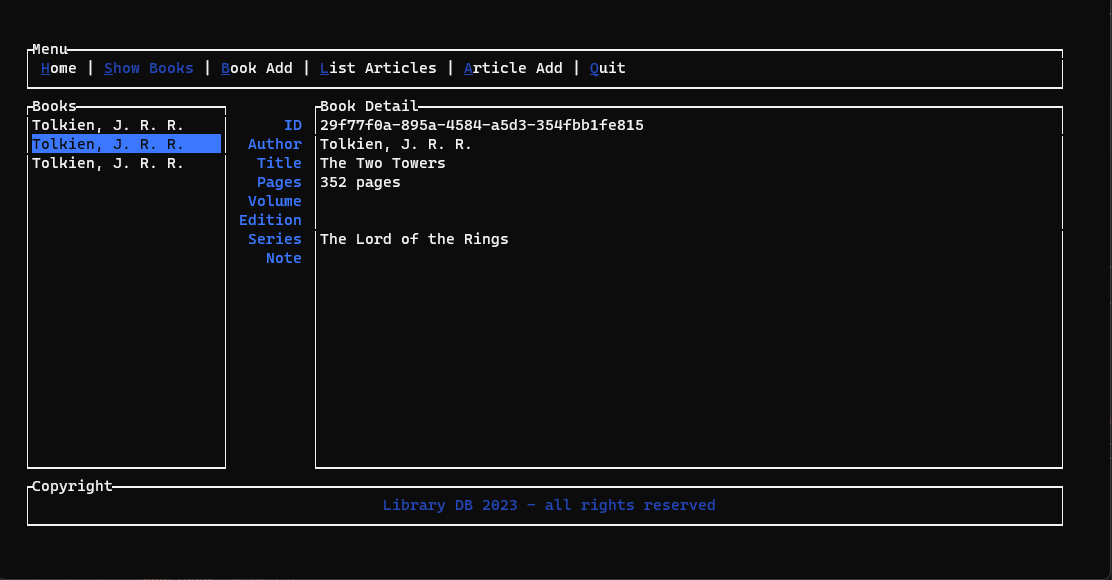 Menu
Home | Show Books | Book Add | List Articles | Article Add | Quit
Books
Tolkien, J. R. R.
Tolkien, J. R. R.
Tolkien, J. R. R.
Book Detail
ID 29f77f0a-895a-4584-a5d3-354fbb1fe815
Author Tolkien, J. R. R.
Title The Two Towers
Pages 352 pages
Volume
Edition
Series The Lord of the Rings
Note
Copyright
Library DB 2023 - all rights reserved